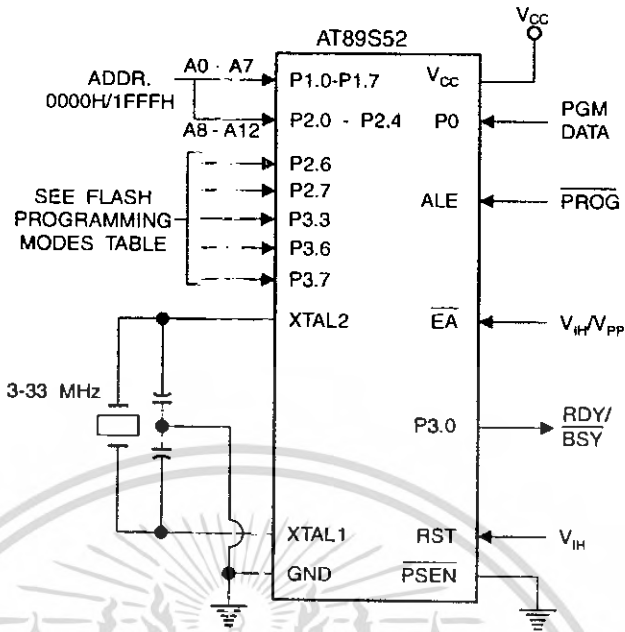 V_CC
AT89S52
ADDR.
0000H/1FFFH
A0 - A7
P1.0-P1.7
V_CC
A8 - A12
P2.0 - P2.4
P0
PGM
DATA
SEE FLASH
PROGRAMMING
MODES TABLE
P2.6
P2.7
P3.3
P3.6
P3.7
ALE
PROG
XTAL2
EA
V_IH/V_PP
3-33 MHz
P3.0
RDY/
BSY
XTAL1
RST
V_IH
GND
PSEN